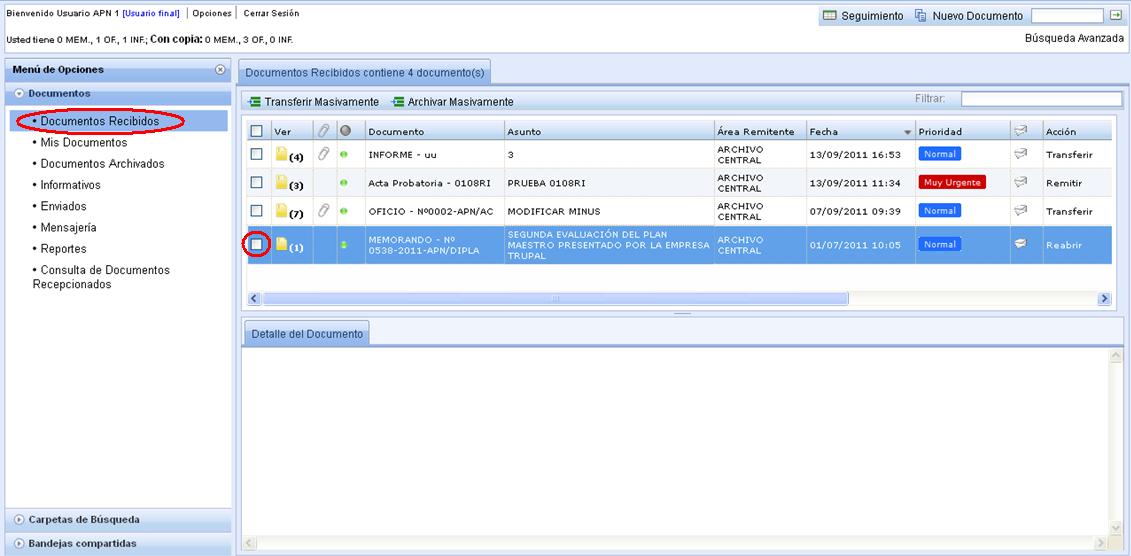 Bienvenido Usuario APN 1 [Usuario final] | Opciones | Cerrar Sesión
Seguimiento Nuevo Documento
Usted tiene 0 MEM., 1 OF., 1 INF.; Con copia: 0 MEM., 3 OF., 0 INF.
Búsqueda Avanzada
Menú de Opciones
Documentos
• Documentos Recibidos
• Mis Documentos
• Documentos Archivados
• Informativos
• Enviados
• Mensajería
• Reportes
• Consulta de Documentos
Recepcionados
Carpetas de Búsqueda
Bandejas compartidas
Documentos Recibidos contiene 4 documento(s)
Transferir Masivamente Archivar Masivamente Filtrar:
Ver Documento Asunto Área Remitente Fecha Prioridad Acción
(4) INFORME - uu 3 ARCHIVO CENTRAL 13/09/2011 16:53 Normal Transferir
(3) Acta Probatoria - 0108RI PRUEBA 0108RI ARCHIVO CENTRAL 13/09/2011 11:34 Muy Urgente Remitir
(7) OFICIO - Nº0002-APN/AC MODIFICAR MINUS ARCHIVO CENTRAL 07/09/2011 09:39 Normal Transferir
(1) MEMORANDO - Nº 0538-2011-APN/DIPLA SEGUNDA EVALUACIÓN DEL PLAN MAESTRO PRESENTADO POR LA EMPRESA TRUPAL ARCHIVO CENTRAL 01/07/2011 10:05 Normal Reabrir
Detalle del Documento